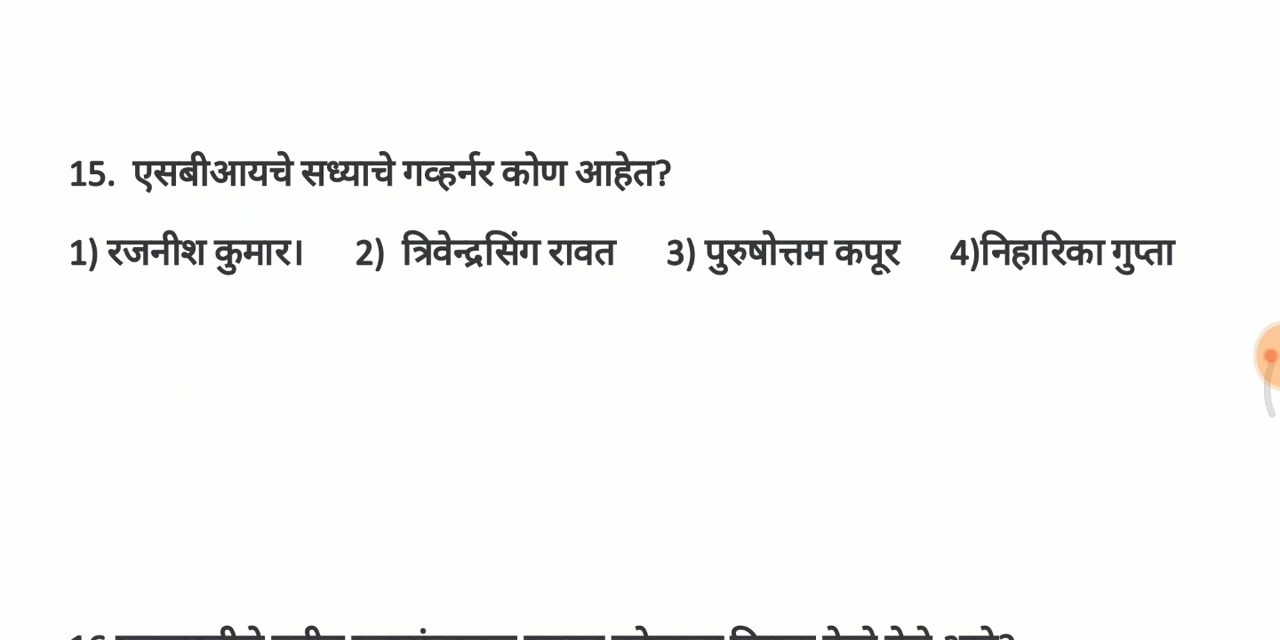 15. एसबीआयचे सध्याचे गव्हर्नर कोण आहेत?
1) रजनीश कुमार। 2) त्रिवेन्द्रसिंग रावत 3) पुरुषोत्तम कपूर 4)निहारिका गुप्ता